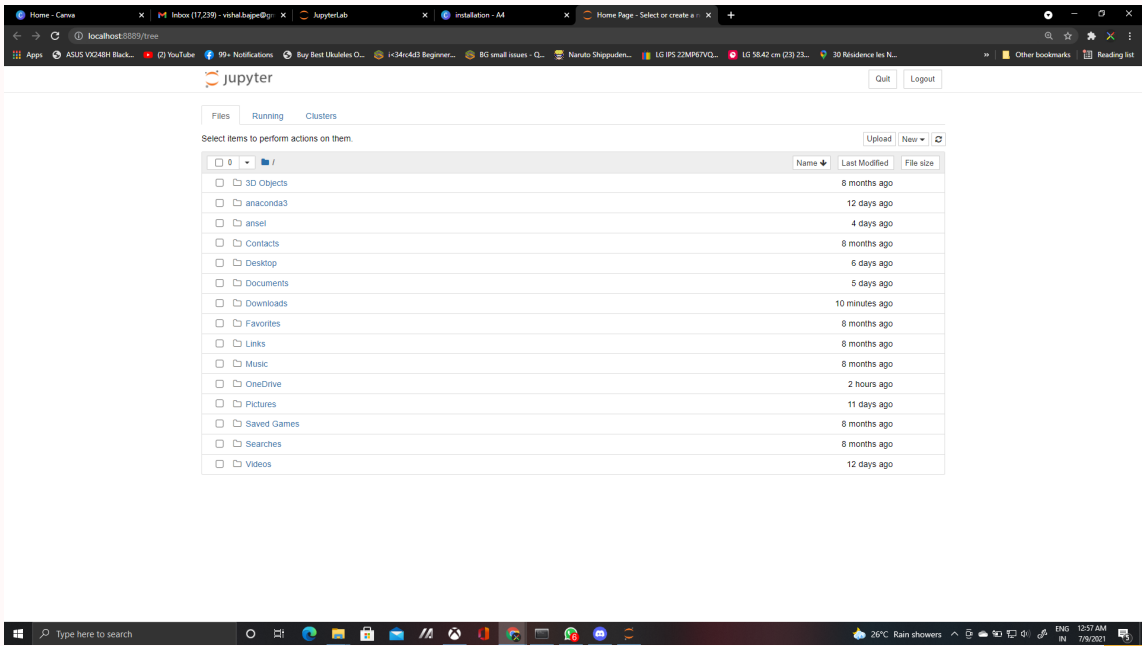 Home - Canva
Inbox (17,239) - vishal.bajpe@gm
JupyterLab
installation - A4
Home Page - Select or create a n
localhost:8889/tree
Apps
ASUS VX248H Black...
(2) YouTube
99+ Notifications
Buy Best Ukuleles O...
i<34rc4d3 Beginner...
BG small issues - Q...
Naruto Shippuden...
LG IPS 22MP67VQ...
LG 58.42 cm (23) 23...
30 Résidence les N...
»
Other bookmarks
Reading list
jupyter
Quit
Logout
Files
Running
Clusters
Select items to perform actions on them.
Upload
New
0
/
Name
Last Modified
File size
3D Objects 8 months ago
anaconda3 12 days ago
ansel 4 days ago
Contacts 8 months ago
Desktop 6 days ago
Documents 5 days ago
Downloads 10 minutes ago
Favorites 8 months ago
Links 8 months ago
Music 8 months ago
OneDrive 2 hours ago
Pictures 11 days ago
Saved Games 8 months ago
Searches 8 months ago
Videos 12 days ago
Type here to search
26°C Rain showers
ENG
IN
12:57 AM
7/9/2021